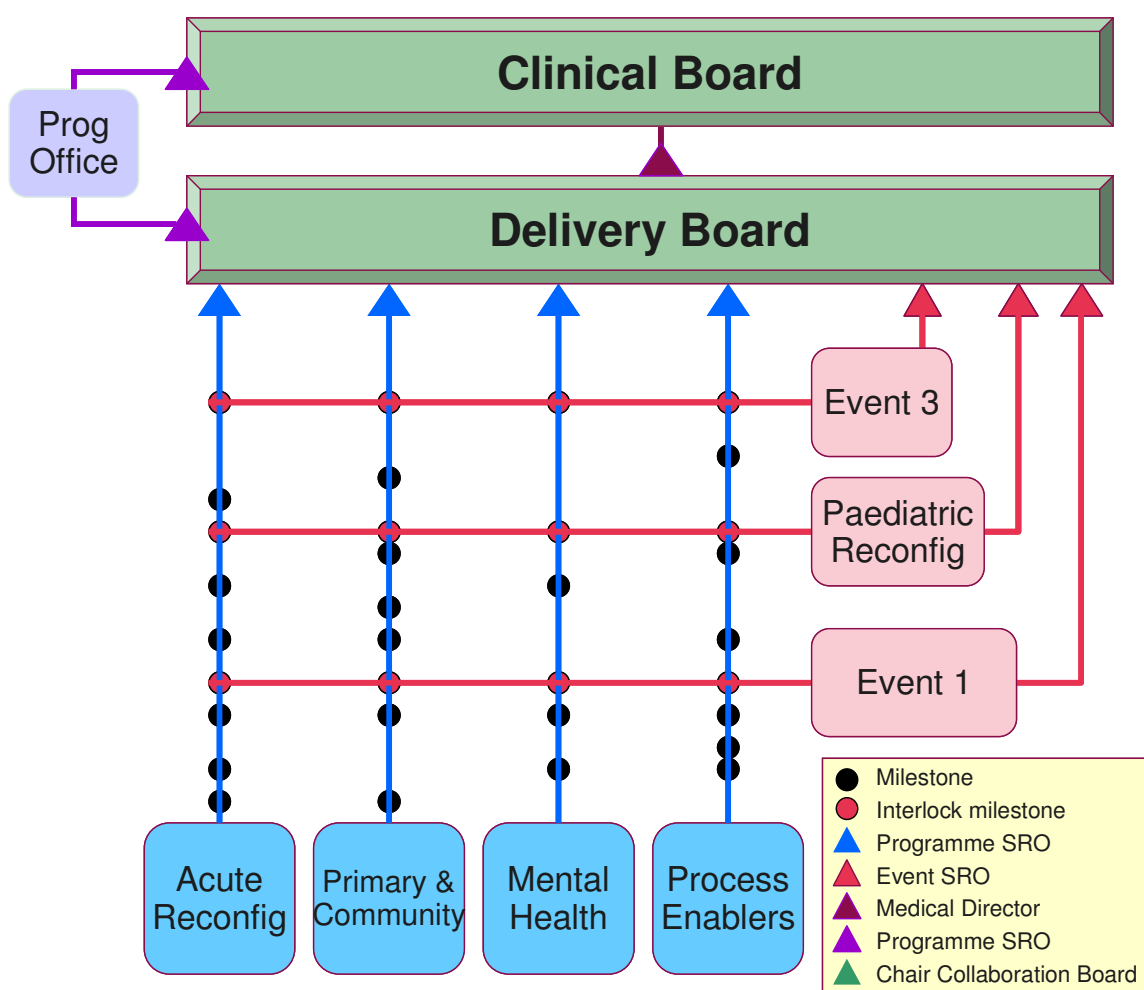 Clinical Board
Prog
Office
Delivery Board
Event 3
Paediatric
Reconfig
Event 1
Acute
Reconfig
Primary &
Community
Mental
Health
Process
Enablers
Milestone
Interlock milestone
Programme SRO
Event SRO
Medical Director
Programme SRO
Chair Collaboration Board